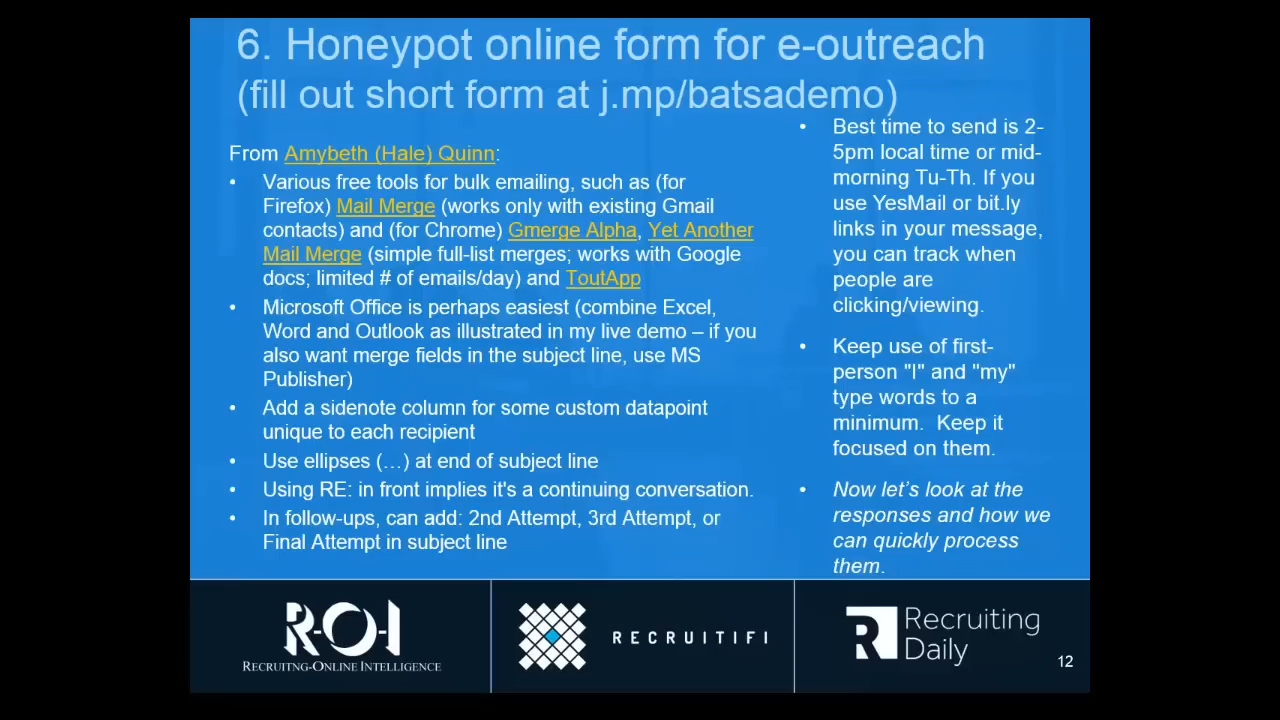 6. Honeypot online form for e-outreach
(fill out short form at j.mp/batsademo)
From Amybeth (Hale) Quinn:
• Various free tools for bulk emailing, such as (for
Firefox) Mail Merge (works only with existing Gmail
contacts) and (for Chrome) Gmerge Alpha, Yet Another
Mail Merge (simple full-list merges; works with Google
docs; limited # of emails/day) and ToutApp
• Microsoft Office is perhaps easiest (combine Excel,
Word and Outlook as illustrated in my live demo – if you
also want merge fields in the subject line, use MS
Publisher)
• Add a sidenote column for some custom datapoint
unique to each recipient
• Use ellipses (…) at end of subject line
• Using RE: in front implies it's a continuing conversation.
• In follow-ups, can add: 2nd Attempt, 3rd Attempt, or
Final Attempt in subject line
• Best time to send is 2-
5pm local time or mid-
morning Tu-Th. If you
use YesMail or bit.ly
links in your message,
you can track when
people are
clicking/viewing.
• Keep use of first-
person "I" and "my"
type words to a
minimum. Keep it
focused on them.
• Now let's look at the
responses and how we
can quickly process
them.
R-O-I
RECRUITNG-ONLINE INTELLIGENCE
RECRUITIFI
R
Recruiting
Daily
12